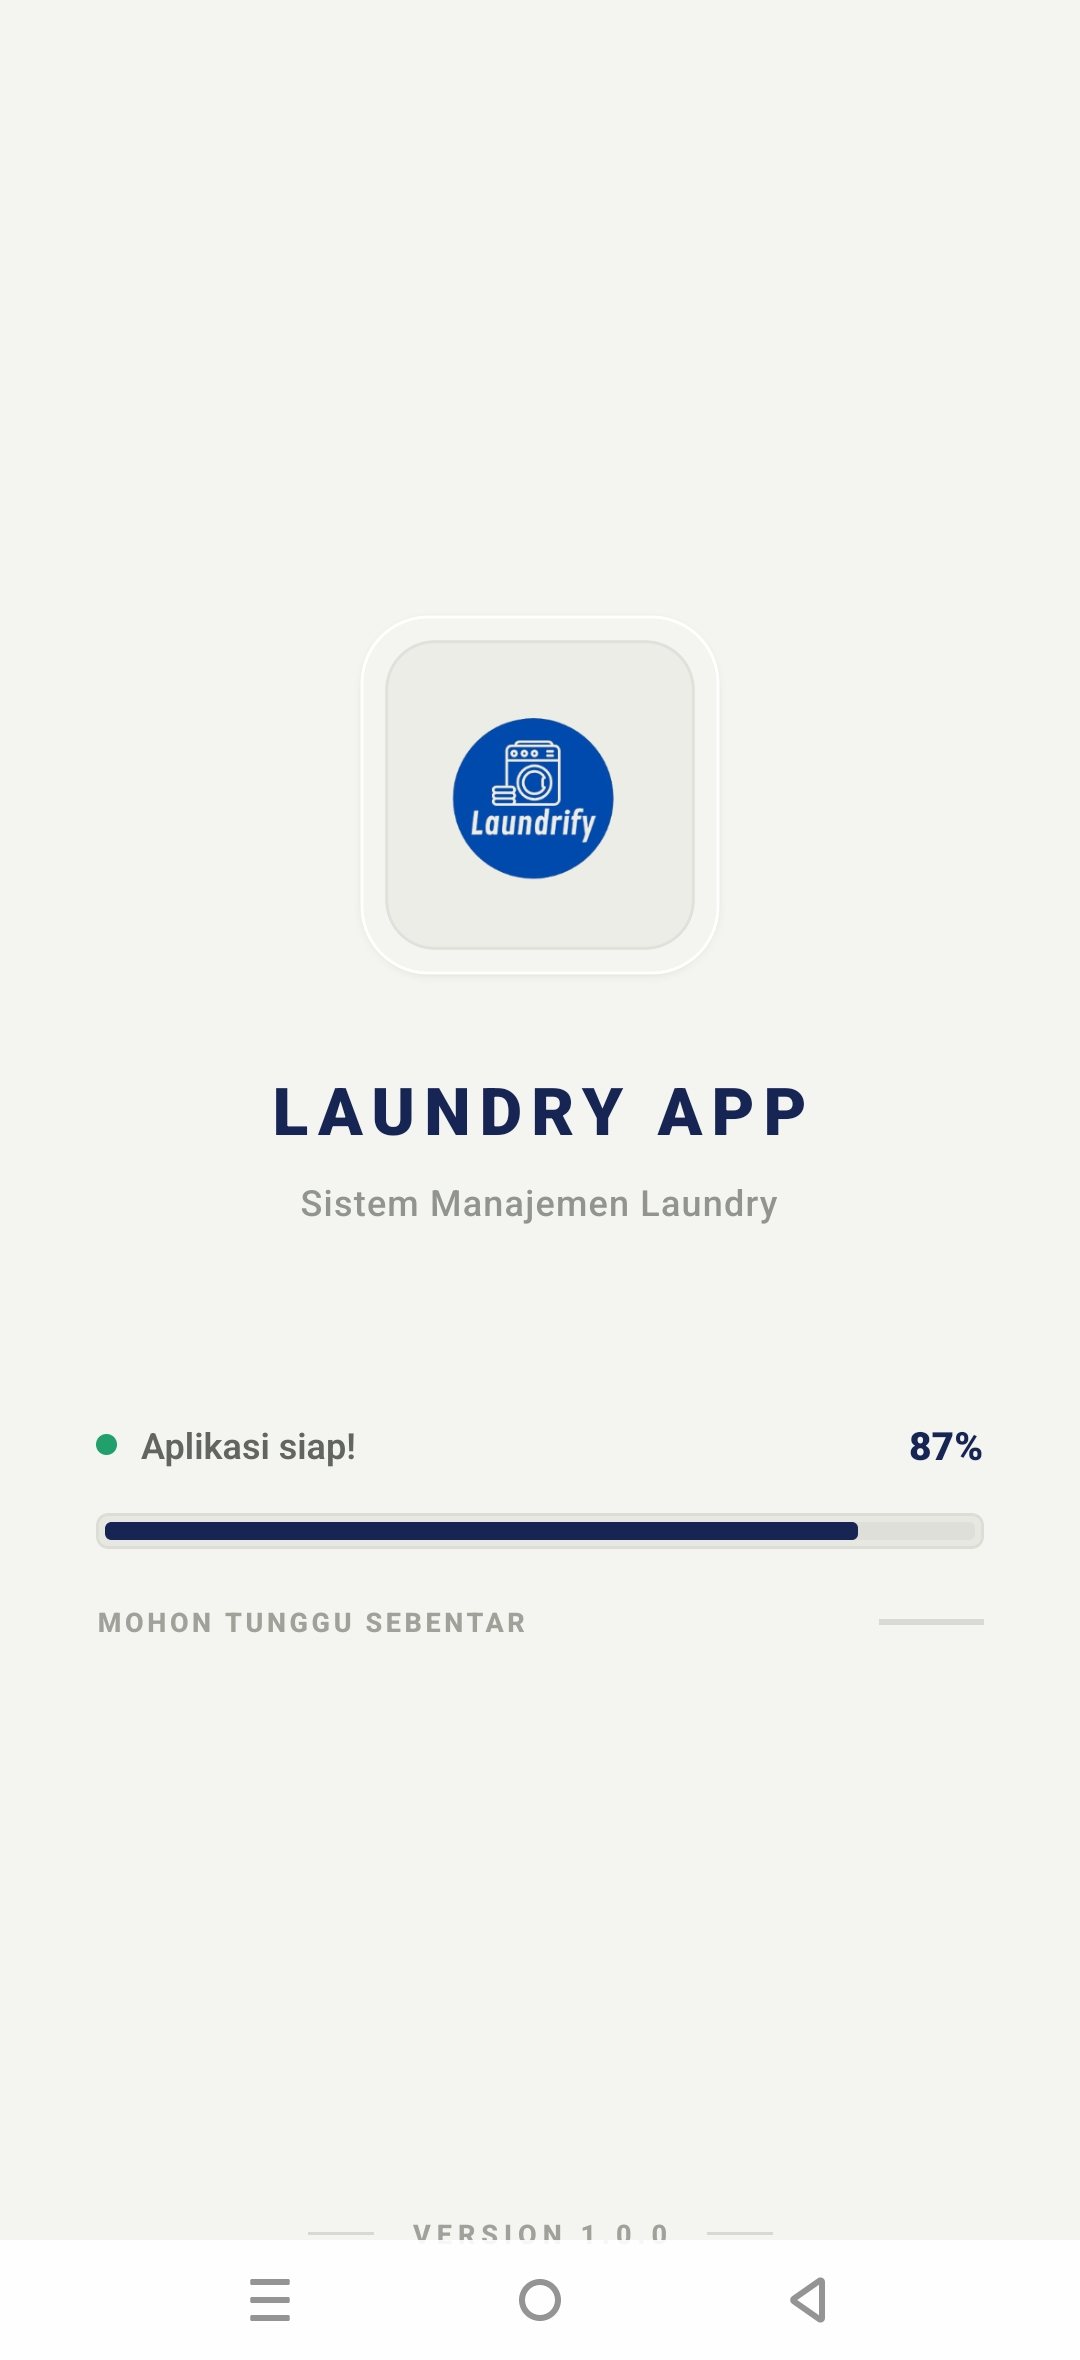 Laundrify
LAUNDRY APP
Sistem Manajemen Laundry
Aplikasi siap!
87%
MOHON TUNGGU SEBENTAR
VERSION 1.0.0